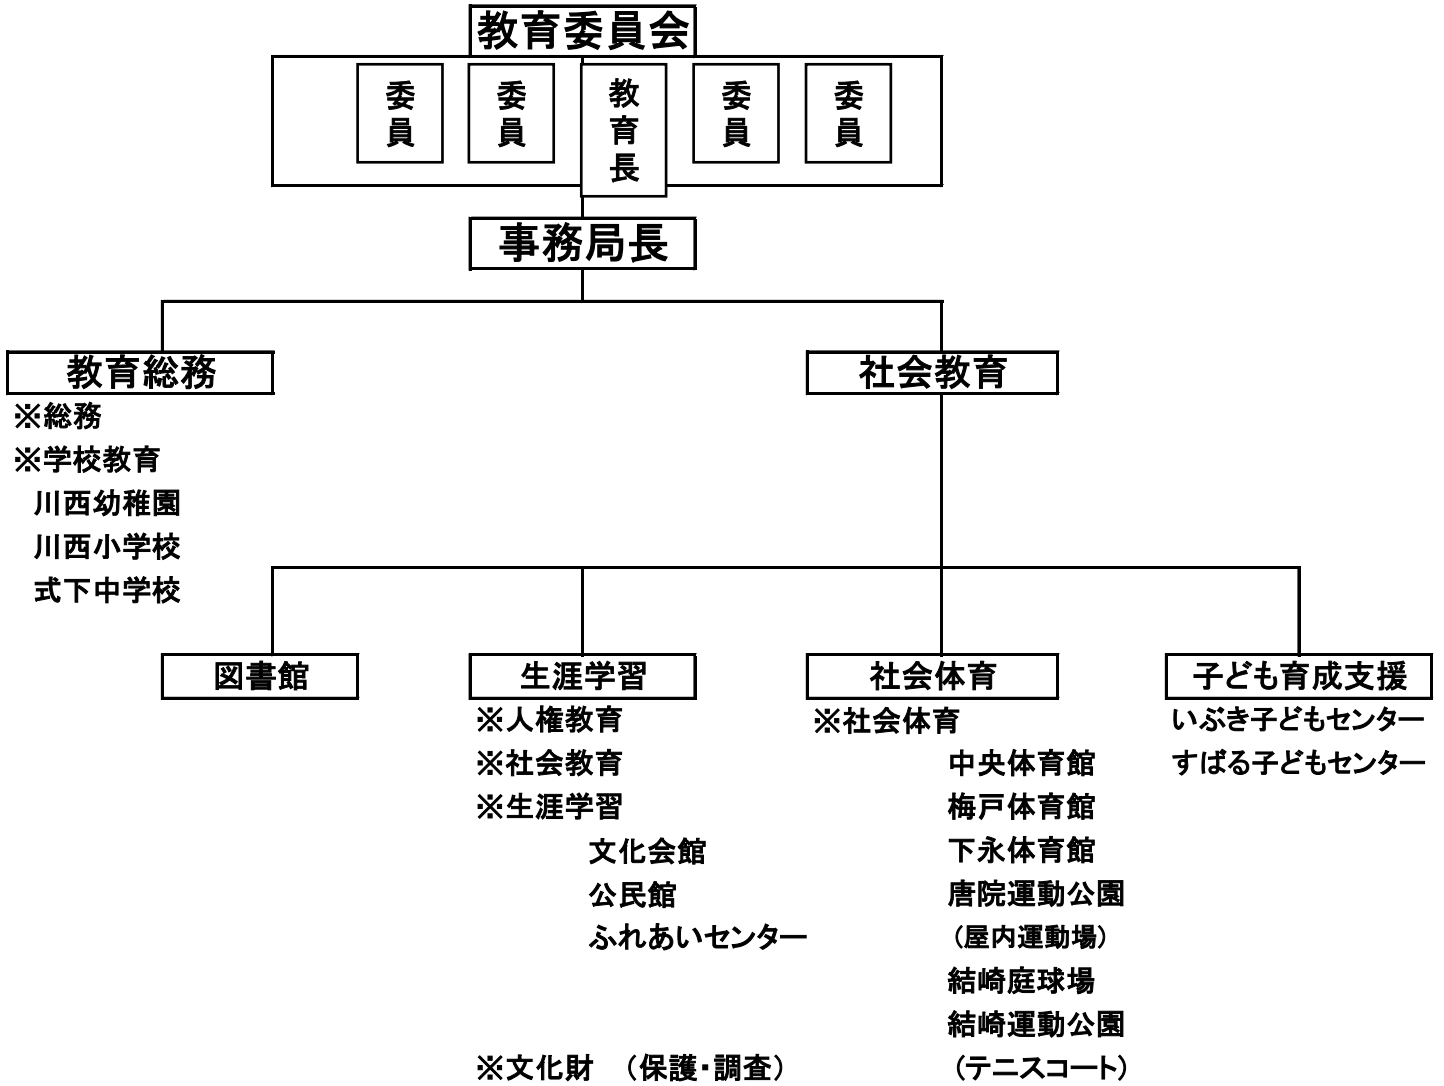 教育委員会
委員
委員
教育長
委員
委員
事務局長
教育総務
※総務
※学校教育
川西幼稚園
川西小学校
式下中学校
社会教育
図書館
生涯学習
※人権教育
※社会教育
※生涯学習
文化会館
公民館
ふれあいセンター
※文化財　（保護・調査）
社会体育
※社会体育
中央体育館
梅戸体育館
下永体育館
唐院運動公園
（屋内運動場）
結崎庭球場
結崎運動公園
（テニスコート）
子ども育成支援
いぶき子どもセンター
すばる子どもセンター